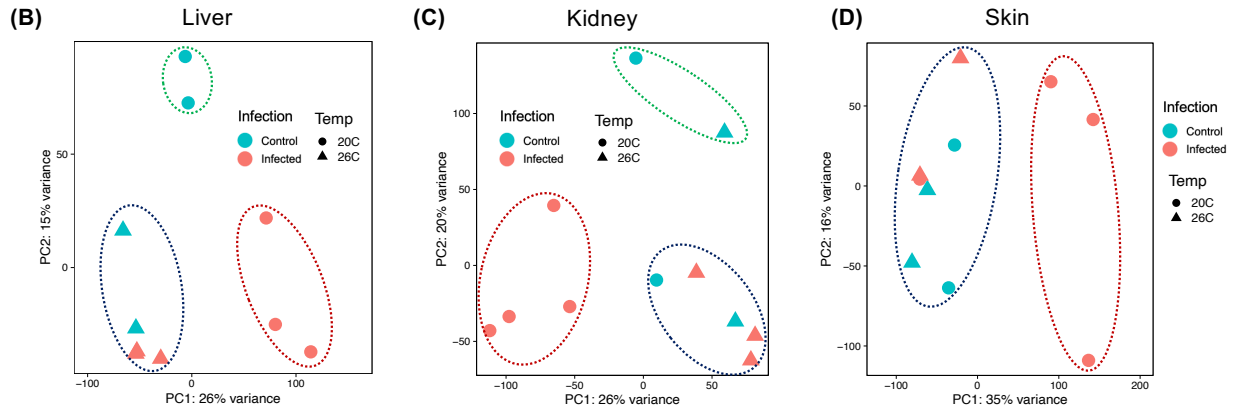 (B) Liver
50
0
−100
0
100
PC2: 15% variance
PC1: 26% variance
Infection
Control
Infected
Temp
20C
26C
(C) Kidney
100
50
0
−50
−100
−50
0
50
PC2: 20% variance
PC1: 26% variance
Infection
Control
Infected
Temp
20C
26C
(D) Skin
50
0
−50
−100
−100
0
100
200
PC2: 16% variance
PC1: 35% variance
Infection
Control
Infected
Temp
20C
26C